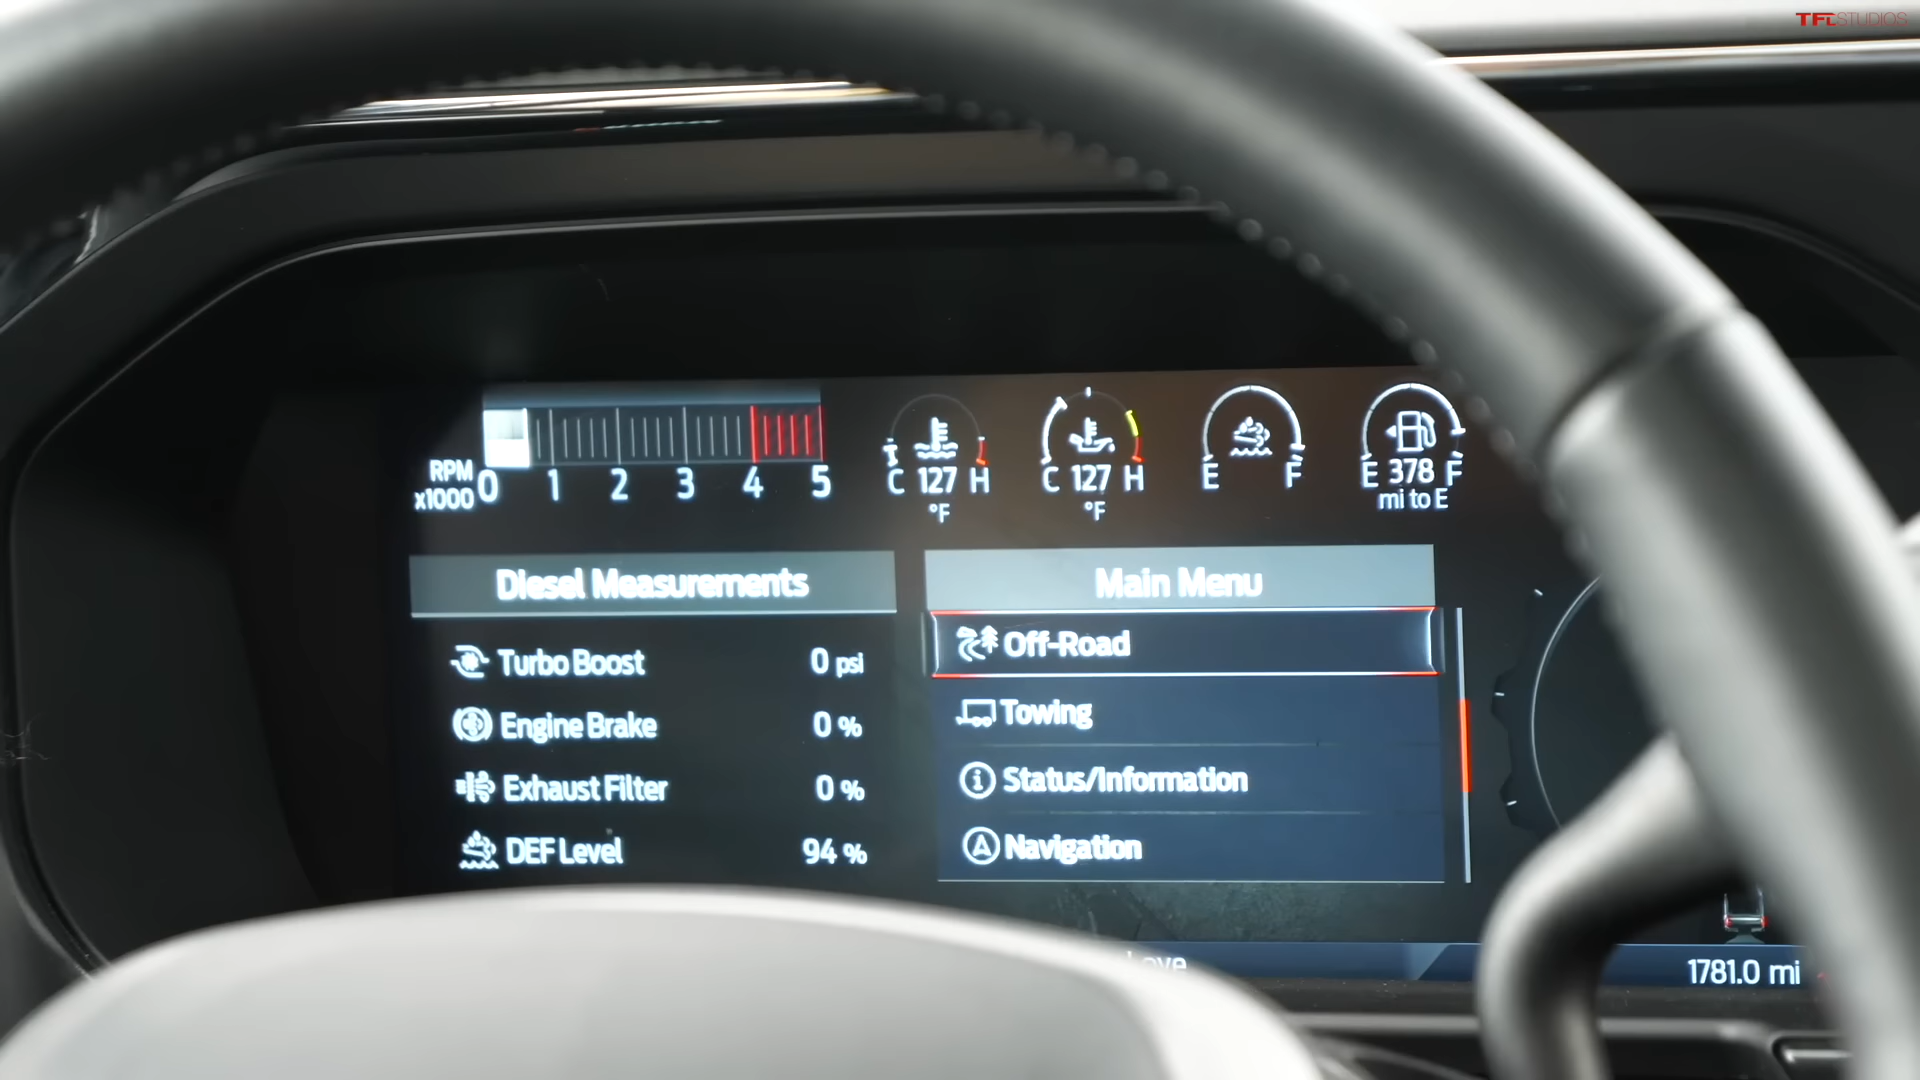 TFLSTUDIOS
RPM
x1000
0 1 2 3 4 5
C 127 H
°F
C 127 H
°F
E F
E 378 F
mi to E
Diesel Measurements
Turbo Boost 0 psi
Engine Brake 0 %
Exhaust Filter 0 %
DEF Level 94 %
Main Menu
Off-Road
Towing
Status/Information
Navigation
1781.0 mi